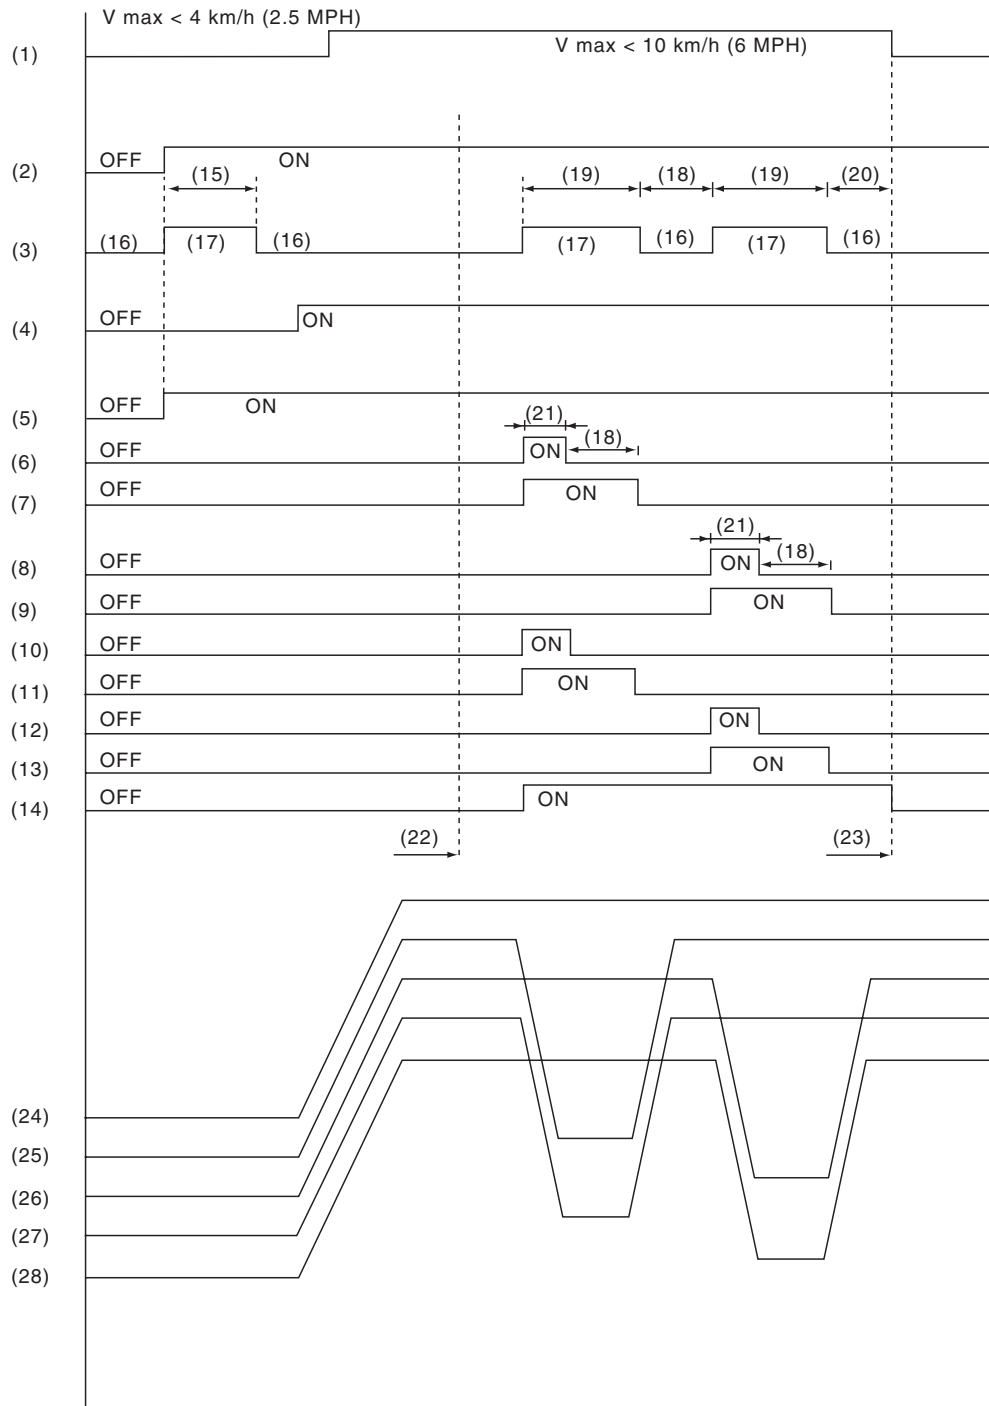 V max < 4 km/h (2.5 MPH)
(1)
V max < 10 km/h (6 MPH)
(2)
OFF
ON
(15)
(19)
(18)
(19)
(20)
(3)
(16)
(17)
(16)
(17)
(16)
(17)
(16)
(4)
OFF
ON
(5)
OFF
ON
(21)
(6)
OFF
ON
(18)
(7)
OFF
ON
(21)
(8)
OFF
ON
(18)
(9)
OFF
ON
(10)
OFF
ON
(11)
OFF
ON
(12)
OFF
ON
(13)
OFF
ON
(14)
OFF
ON
(22)
(23)
(24)
(25)
(26)
(27)
(28)